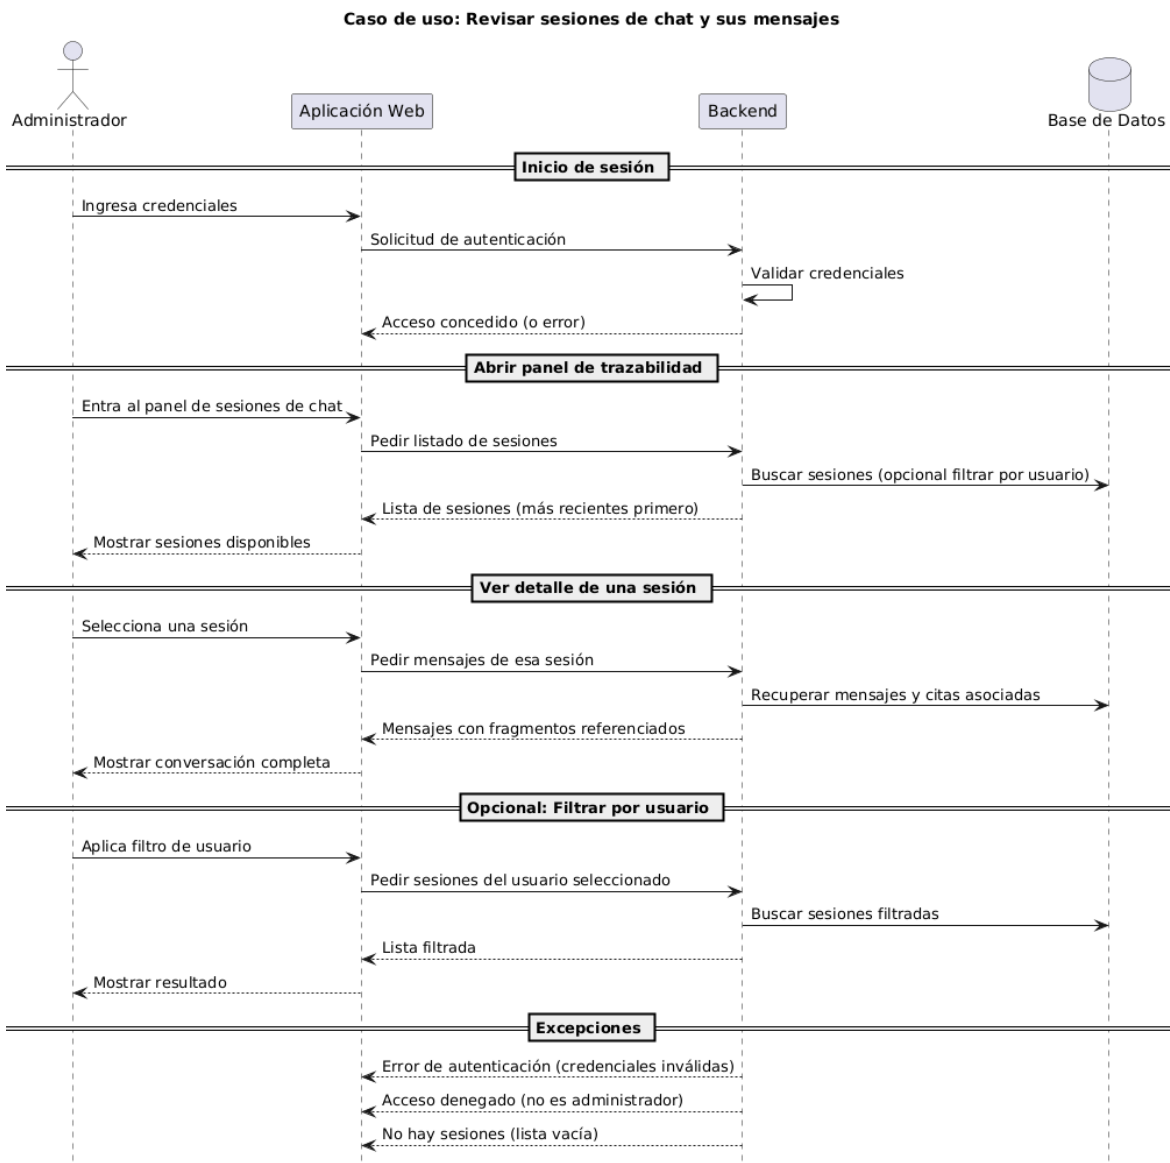 Caso de uso: Revisar sesiones de chat y sus mensajes
Administrador
Aplicación Web
Backend
Base de Datos
Inicio de sesión
Ingresa credenciales
Solicitud de autenticación
Validar credenciales
Acceso concedido (o error)
Abrir panel de trazabilidad
Entra al panel de sesiones de chat
Pedir listado de sesiones
Buscar sesiones (opcional filtrar por usuario)
Lista de sesiones (más recientes primero)
Mostrar sesiones disponibles
Ver detalle de una sesión
Selecciona una sesión
Pedir mensajes de esa sesión
Recuperar mensajes y citas asociadas
Mensajes con fragmentos referenciados
Mostrar conversación completa
Opcional: Filtrar por usuario
Aplica filtro de usuario
Pedir sesiones del usuario seleccionado
Buscar sesiones filtradas
Lista filtrada
Mostrar resultado
Excepciones
Error de autenticación (credenciales inválidas)
Acceso denegado (no es administrador)
No hay sesiones (lista vacía)